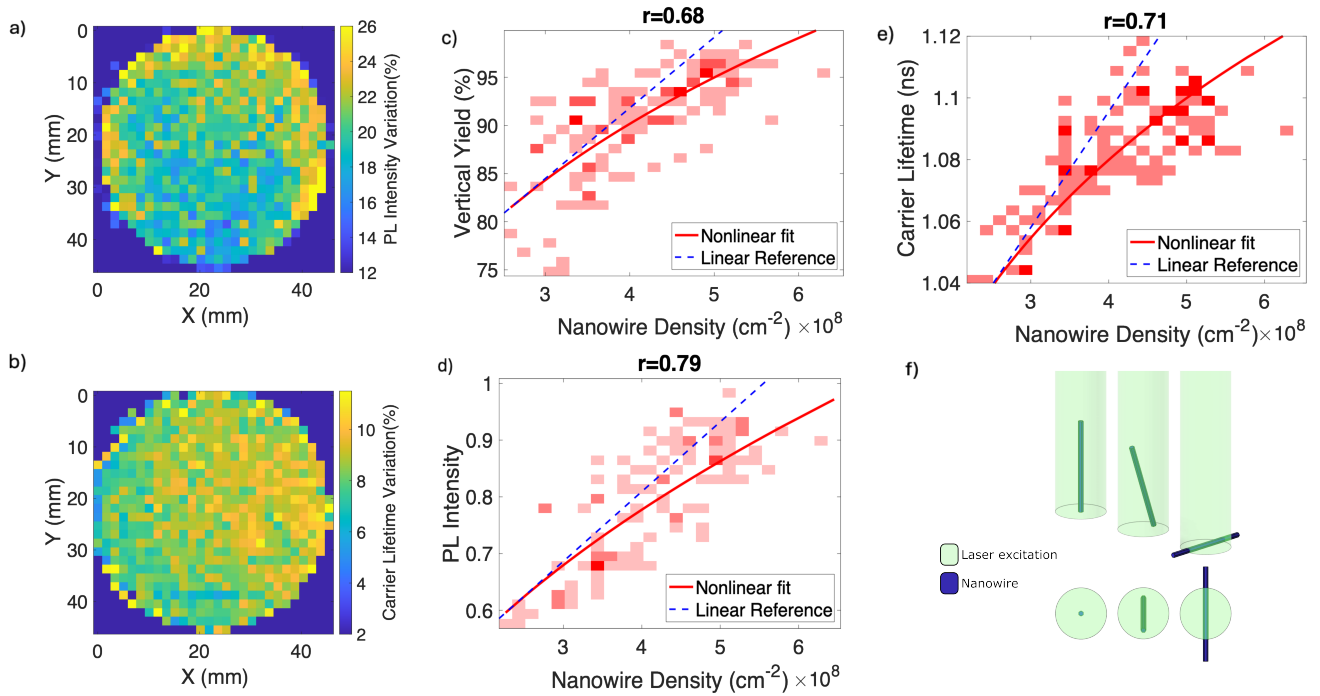 a)
0
10
20
30
40
Y (mm)
0
20
40
X (mm)
26
24
22
20
18
16
14
12
PL Intensity Variation(%)
b)
0
10
20
30
40
Y (mm)
0
20
40
X (mm)
10
8
6
4
2
Carrier Lifetime Variation(%)
c)
r=0.68
95
90
85
80
75
Vertical Yield (%)
Nonlinear fit
Linear Reference
3
4
5
6
Nanowire Density (cm⁻²) ×10⁸
d)
r=0.79
1
0.9
0.8
0.7
0.6
PL Intensity
Nonlinear fit
Linear Reference
3
4
5
6
Nanowire Density (cm⁻²) ×10⁸
e)
r=0.71
1.12
1.1
1.08
1.06
1.04
Carrier Lifetime (ns)
Nonlinear fit
Linear Reference
3
4
5
6
Nanowire Density (cm⁻²)×10⁸
f)
Laser excitation
Nanowire